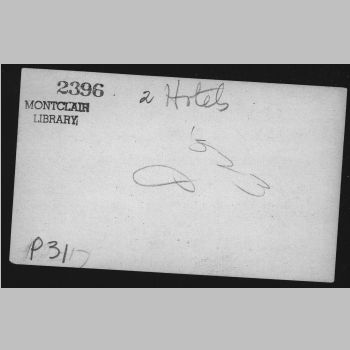 2396
2 Hotels
MONTCLAIR
LIBRARY
P31